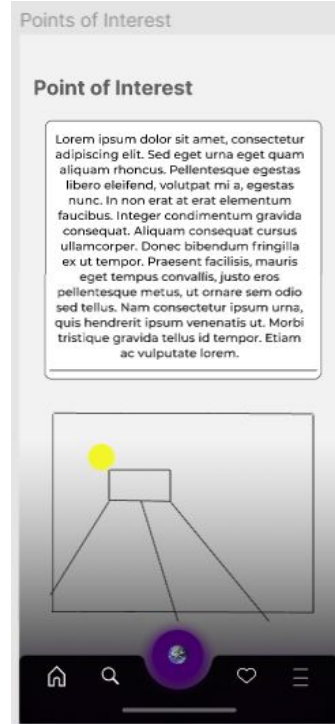 Points of Interest
Point of Interest
Lorem ipsum dolor sit amet, consectetur
adipiscing elit. Sed eget urna eget quam
aliquam rhoncus. Pellentesque egestas
libero eleifend, volutpat mi a, egestas
nunc. In non erat at erat elementum
faucibus. Integer condimentum gravida
consequat. Aliquam consequat cursus
ullamcorper. Donec bibendum fringilla
ex ut tempor. Praesent facilisis, mauris
eget tempus convallis, justo eros
pellentesque metus, ut ornare sem odio
sed tellus. Nam consectetur ipsum urna,
quis hendrerit ipsum venenatis ut. Morbi
tristique gravida tellus id tempor. Etiam
ac vulputate lorem.